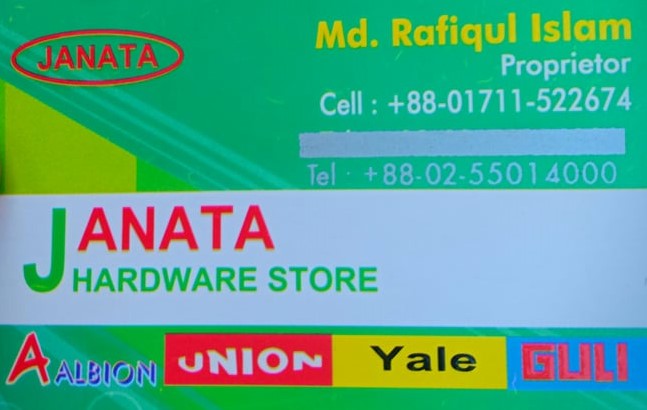 JANATA
Md. Rafiqul Islam
Proprietor
Cell : +88-01711-522674
Tel : +88-02-55014000
JANATA
HARDWARE STORE
A ALBION
UNION
Yale
GULI